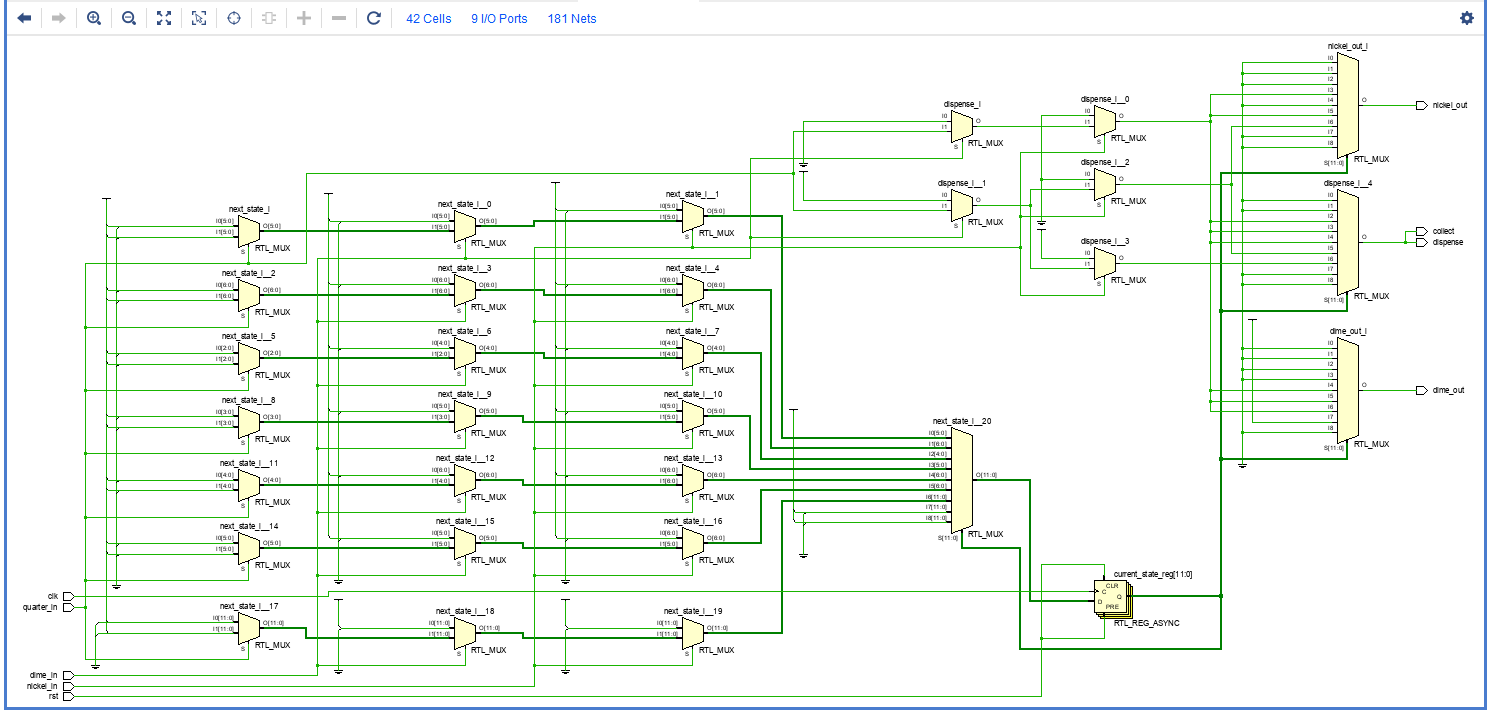 42 Cells 9 I/O Ports 181 Nets
nickel_out_i
I0
I1
I2
I3
I4
I5
I6
I7
I8
S[11:0]
O
RTL_MUX
nickel_out
dispense_i
I0
I1
S
O
RTL_MUX
dispense_i__0
I0
I1
S
O
RTL_MUX
dispense_i__2
I0
I1
S
O
RTL_MUX
dispense_i__1
I0
I1
S
O
RTL_MUX
dispense_i__3
I0
I1
S
O
RTL_MUX
dispense_i__4
I0
I1
I2
I3
I4
I5
I6
I7
I8
S[11:0]
O
RTL_MUX
collect
dispense
dime_out_i
I0
I1
I2
I3
I4
I5
I6
I7
I8
S[11:0]
O
RTL_MUX
dime_out
next_state_i
I0[5:0]
I1[5:0]
S
O[5:0]
RTL_MUX
next_state_i__0
I0[5:0]
I1[5:0]
S
O[5:0]
RTL_MUX
next_state_i__1
I0[5:0]
I1[5:0]
S
O[5:0]
RTL_MUX
next_state_i__2
I0[6:0]
I1[6:0]
S
O[6:0]
RTL_MUX
next_state_i__3
I0[6:0]
I1[6:0]
S
O[6:0]
RTL_MUX
next_state_i__4
I0[6:0]
I1[6:0]
S
O[6:0]
RTL_MUX
next_state_i__5
I0[2:0]
I1[2:0]
S
O[2:0]
RTL_MUX
next_state_i__6
I0[4:0]
I1[2:0]
S
O[4:0]
RTL_MUX
next_state_i__7
I0[4:0]
I1[4:0]
S
O[4:0]
RTL_MUX
next_state_i__8
I0[3:0]
I1[3:0]
S
O[3:0]
RTL_MUX
next_state_i__9
I0[5:0]
I1[3:0]
S
O[5:0]
RTL_MUX
next_state_i__10
I0[5:0]
I1[5:0]
S
O[5:0]
RTL_MUX
next_state_i__11
I0[4:0]
I1[4:0]
S
O[4:0]
RTL_MUX
next_state_i__12
I0[6:0]
I1[4:0]
S
O[6:0]
RTL_MUX
next_state_i__13
I0[6:0]
I1[6:0]
S
O[6:0]
RTL_MUX
next_state_i__14
I0[5:0]
I1[5:0]
S
O[5:0]
RTL_MUX
next_state_i__15
I0[5:0]
I1[5:0]
S
O[5:0]
RTL_MUX
next_state_i__16
I0[6:0]
I1[5:0]
S
O[6:0]
RTL_MUX
next_state_i__20
I0[5:0]
I1[6:0]
I2[4:0]
I3[5:0]
I4[6:0]
I5[6:0]
I6[11:0]
I7[11:0]
I8[11:0]
S[11:0]
O[11:0]
RTL_MUX
current_state_reg[11:0]
CLR
C
D
Q
PRE
RTL_REG_ASYNC
clk
quarter_in
next_state_i__17
I0[11:0]
I1[11:0]
S
O[11:0]
RTL_MUX
next_state_i__18
I0[11:0]
I1[11:0]
S
O[11:0]
RTL_MUX
next_state_i__19
I0[11:0]
I1[11:0]
S
O[11:0]
RTL_MUX
dime_in
nickel_in
rst